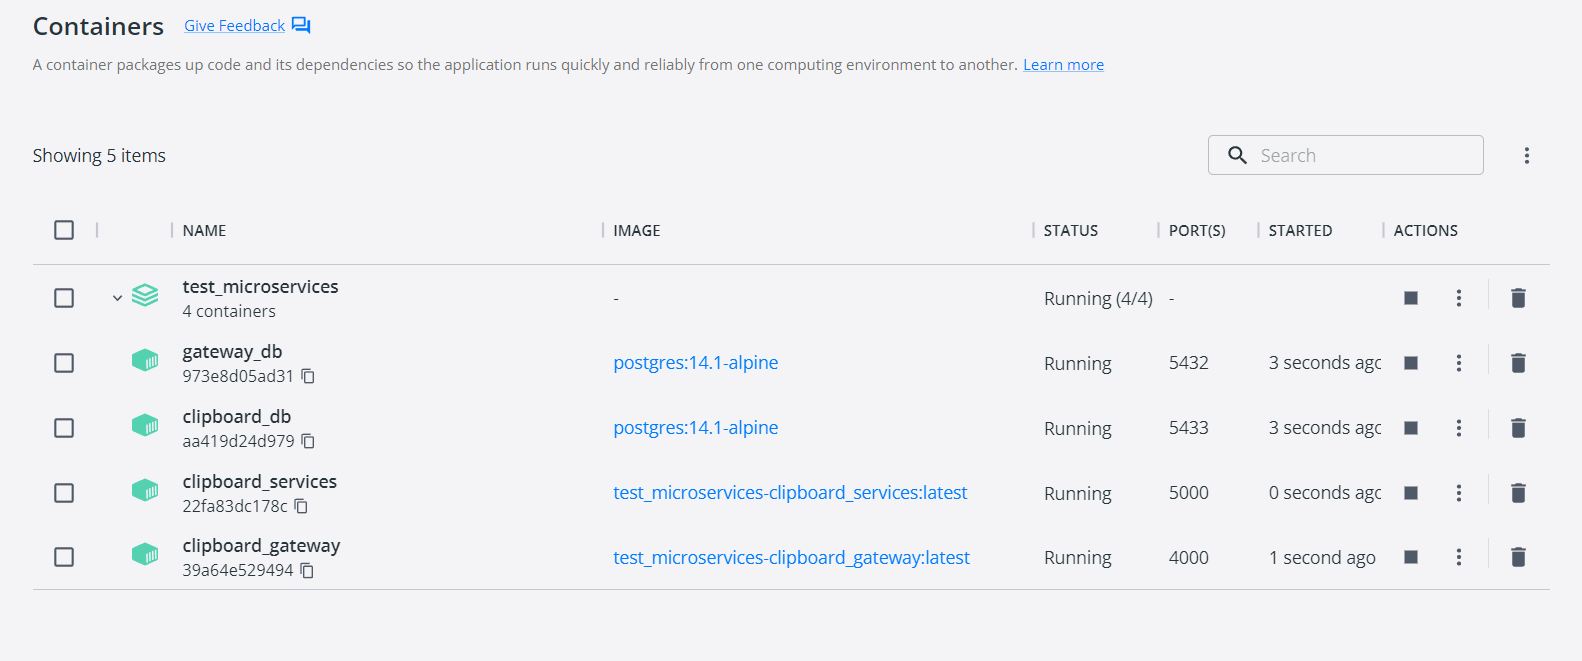 Containers Give Feedback
A container packages up code and its dependencies so the application runs quickly and reliably from one computing environment to another. Learn more
Showing 5 items
Search
NAME IMAGE STATUS PORT(S) STARTED ACTIONS
test_microservices
4 containers
- Running (4/4) -
gateway_db
973e8d05ad31
postgres:14.1-alpine Running 5432 3 seconds agc
clipboard_db
aa419d24d979
postgres:14.1-alpine Running 5433 3 seconds agc
clipboard_services
22fa83dc178c
test_microservices-clipboard_services:latest Running 5000 0 seconds agc
clipboard_gateway
39a64e529494
test_microservices-clipboard_gateway:latest Running 4000 1 second ago